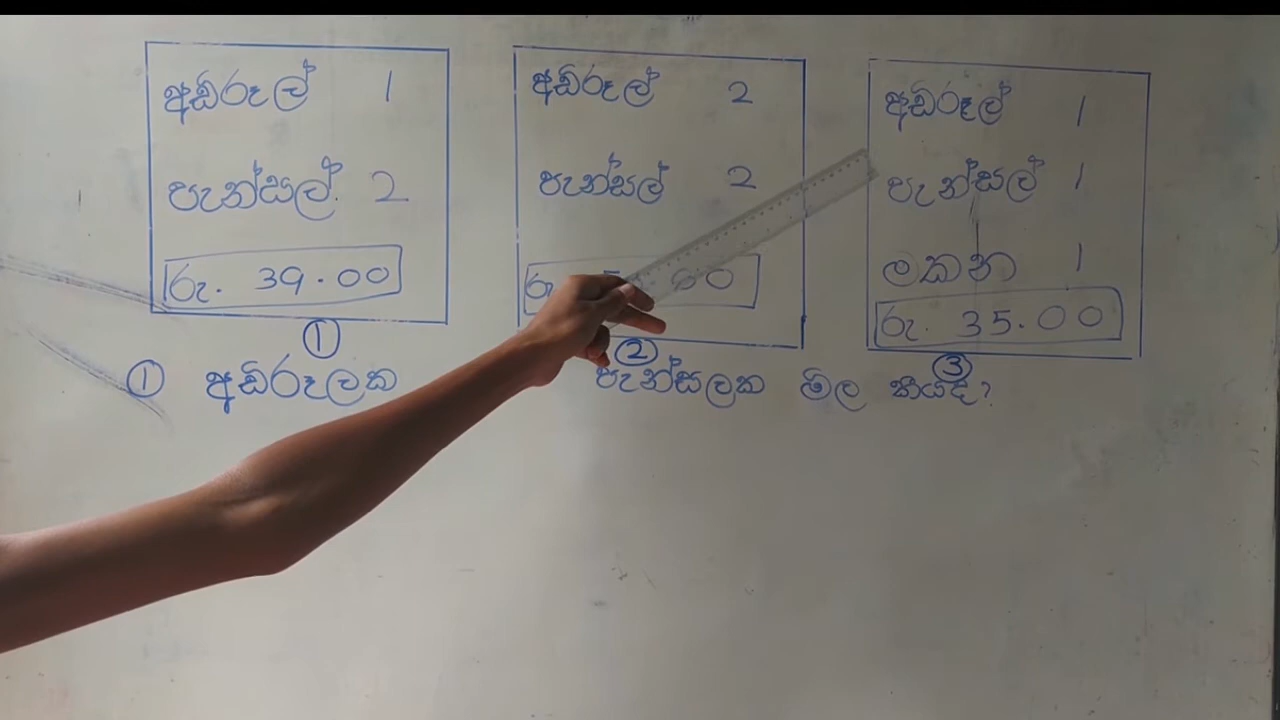 අඩිරූල් 1
පැන්සල් 2
රු. 39.00
①
අඩිරූල් 2
පැන්සල් 2
②
අඩිරූල් 1
පැන්සල් 1
ලකන 1
රු. 35.00
③
① අඩිරූලක පැන්සලක මිල කීයද?